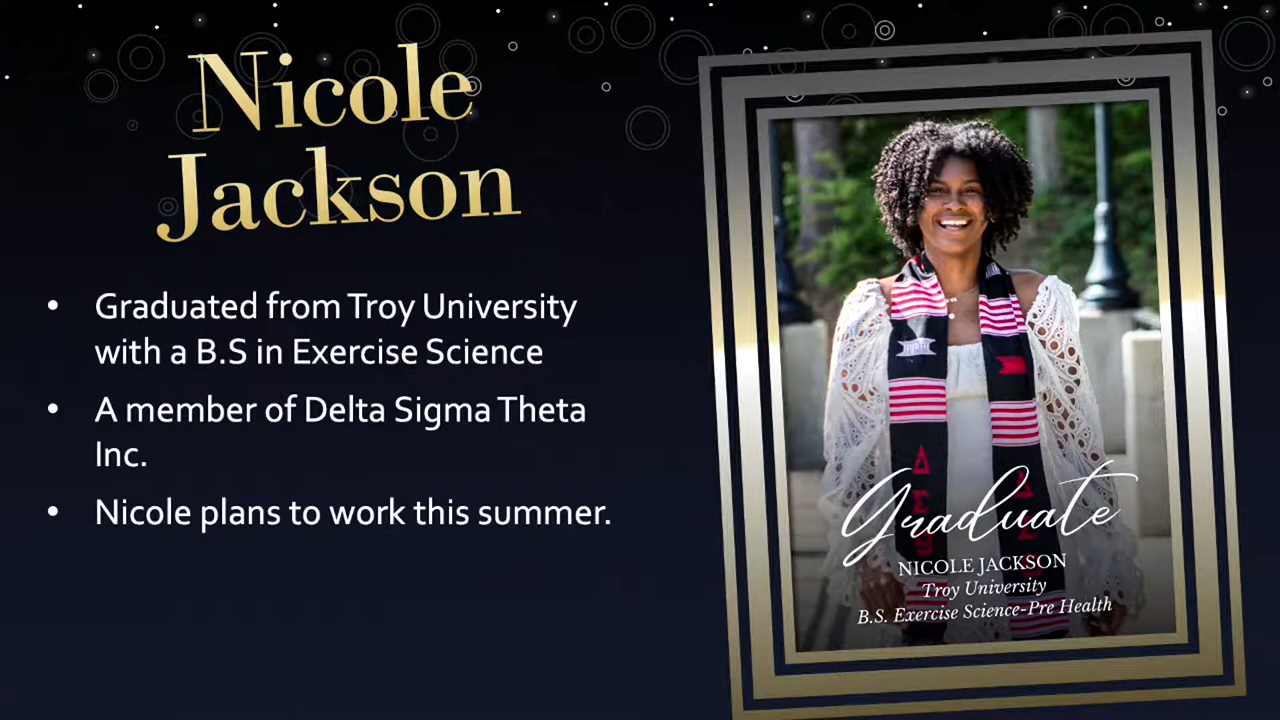 Nicole
Jackson
• Graduated from Troy University
with a B.S in Exercise Science
• A member of Delta Sigma Theta
Inc.
• Nicole plans to work this summer.
Δ
Σ
Θ
Graduate
NICOLE JACKSON
Troy University
B.S. Exercise Science-Pre Health